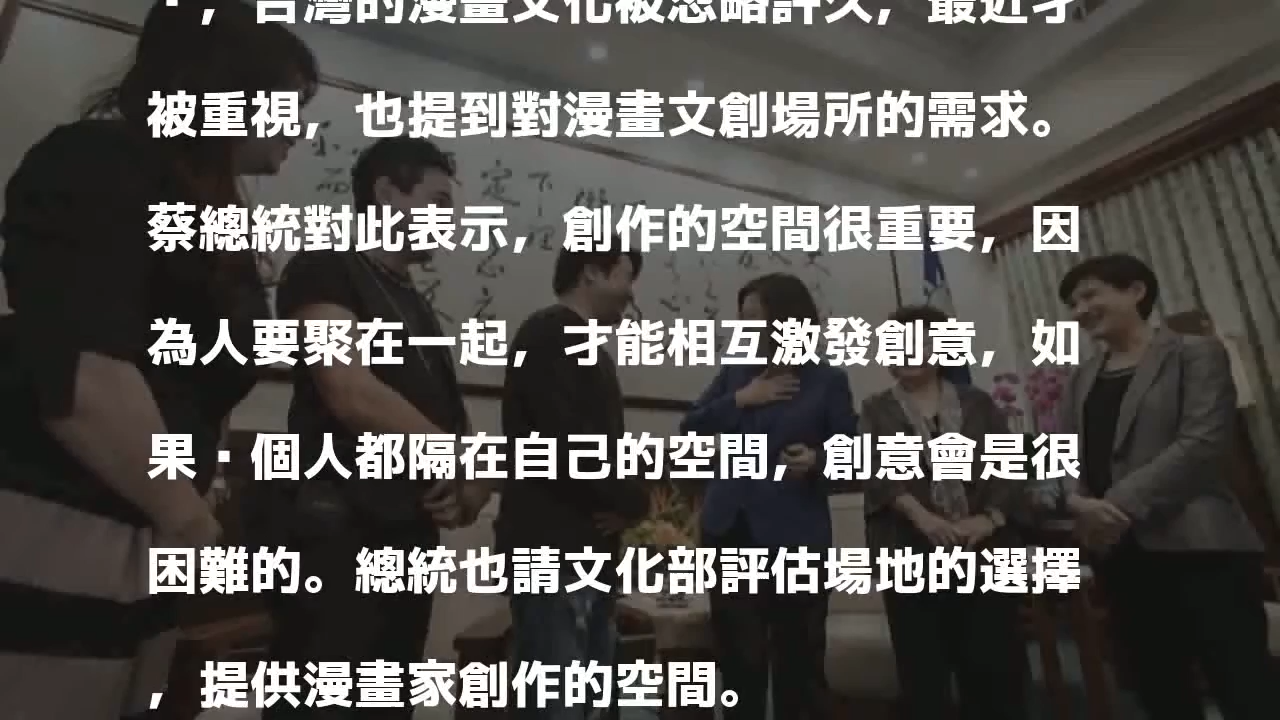 ，台灣的漫畫文化被忽略許久，最近才
被重視，也提到對漫畫文創場所的需求。
蔡總統對此表示，創作的空間很重要，因
為人要聚在一起，才能相互激發創意，如
果▪個人都隔在自己的空間，創意會是很
困難的。總統也請文化部評估場地的選擇
，提供漫畫家創作的空間。